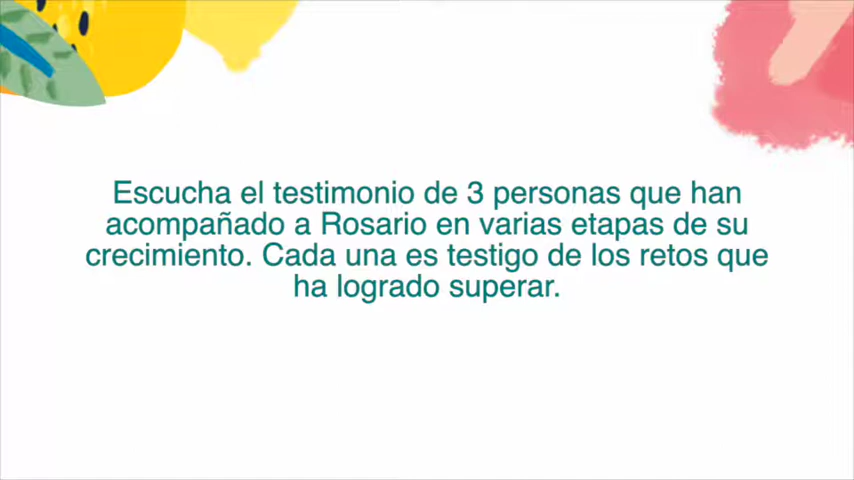 Escucha el testimonio de 3 personas que han
acompañado a Rosario en varias etapas de su
crecimiento. Cada una es testigo de los retos que
ha logrado superar.